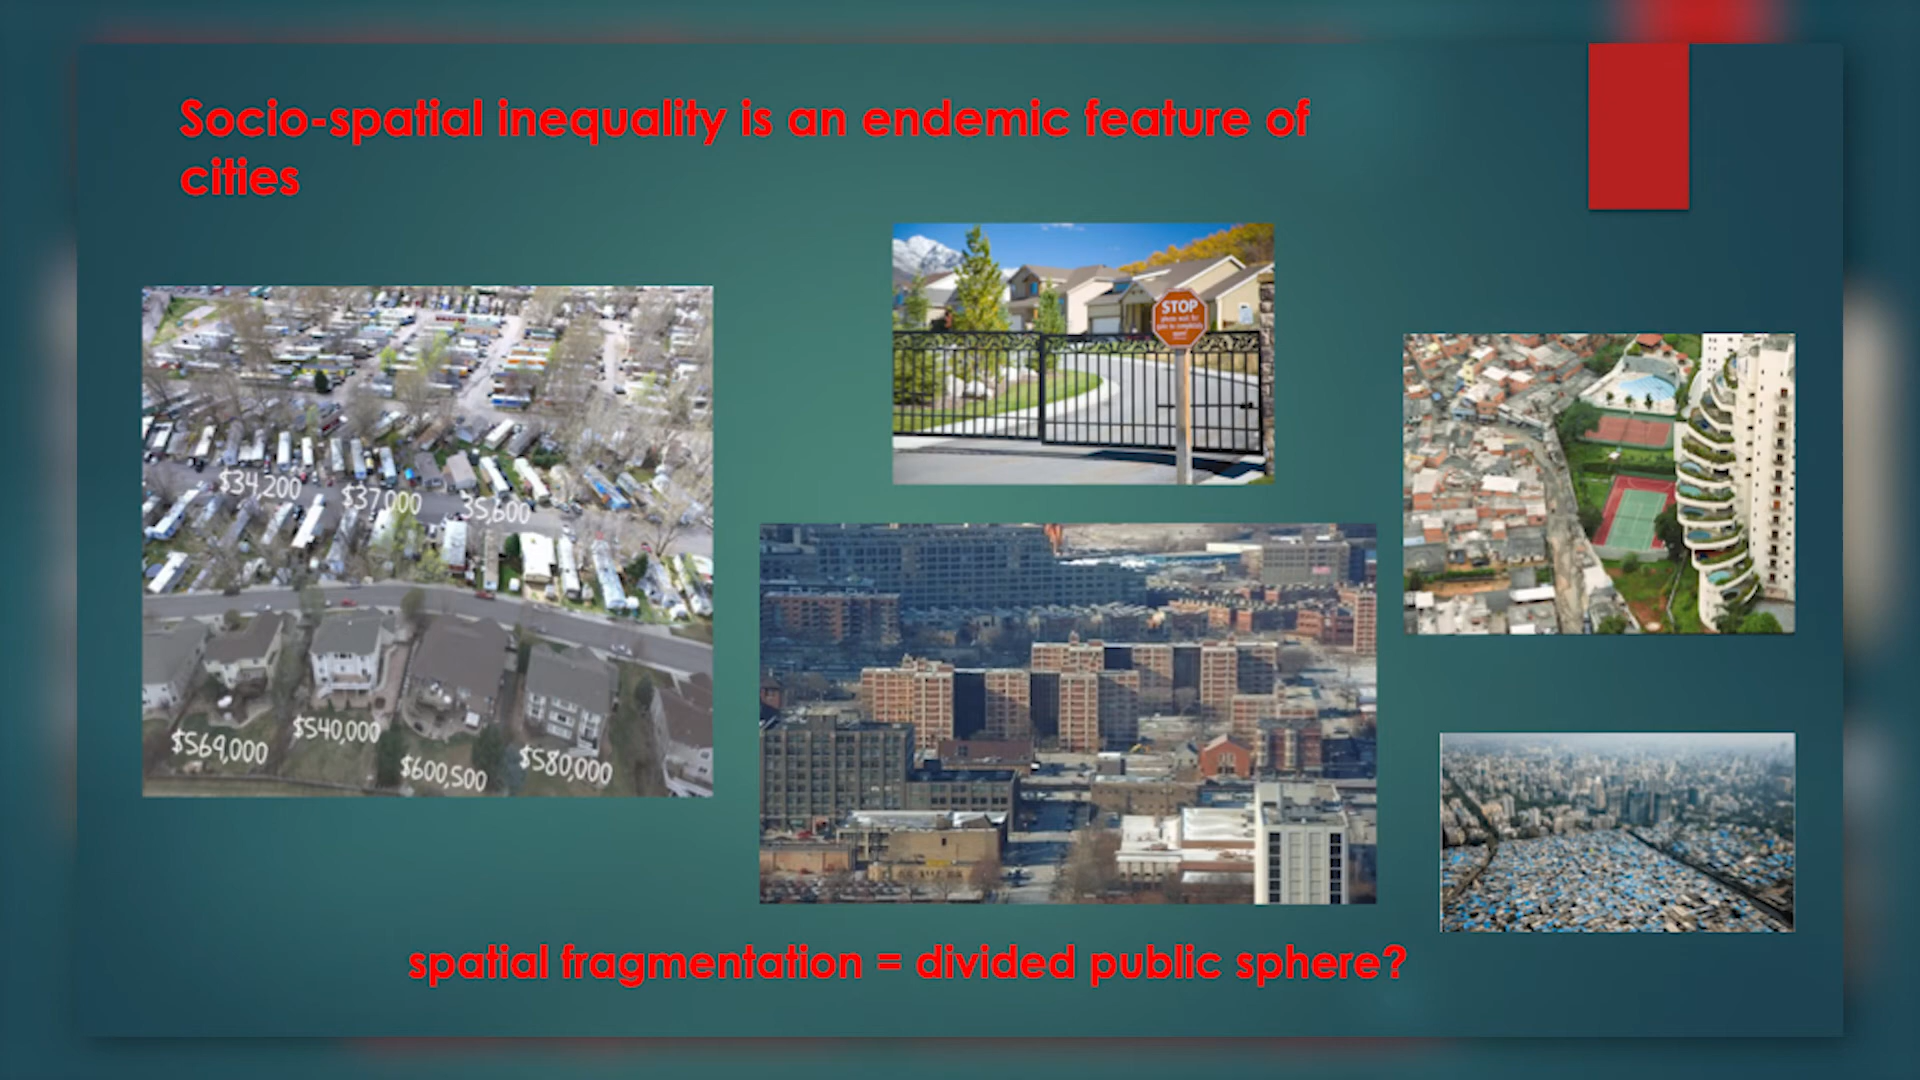 Socio-spatial inequality is an endemic feature of
cities
STOP
$34,200
$37,000
35,600
$569,000
$540,000
$600,500
$580,000
spatial fragmentation = divided public sphere?